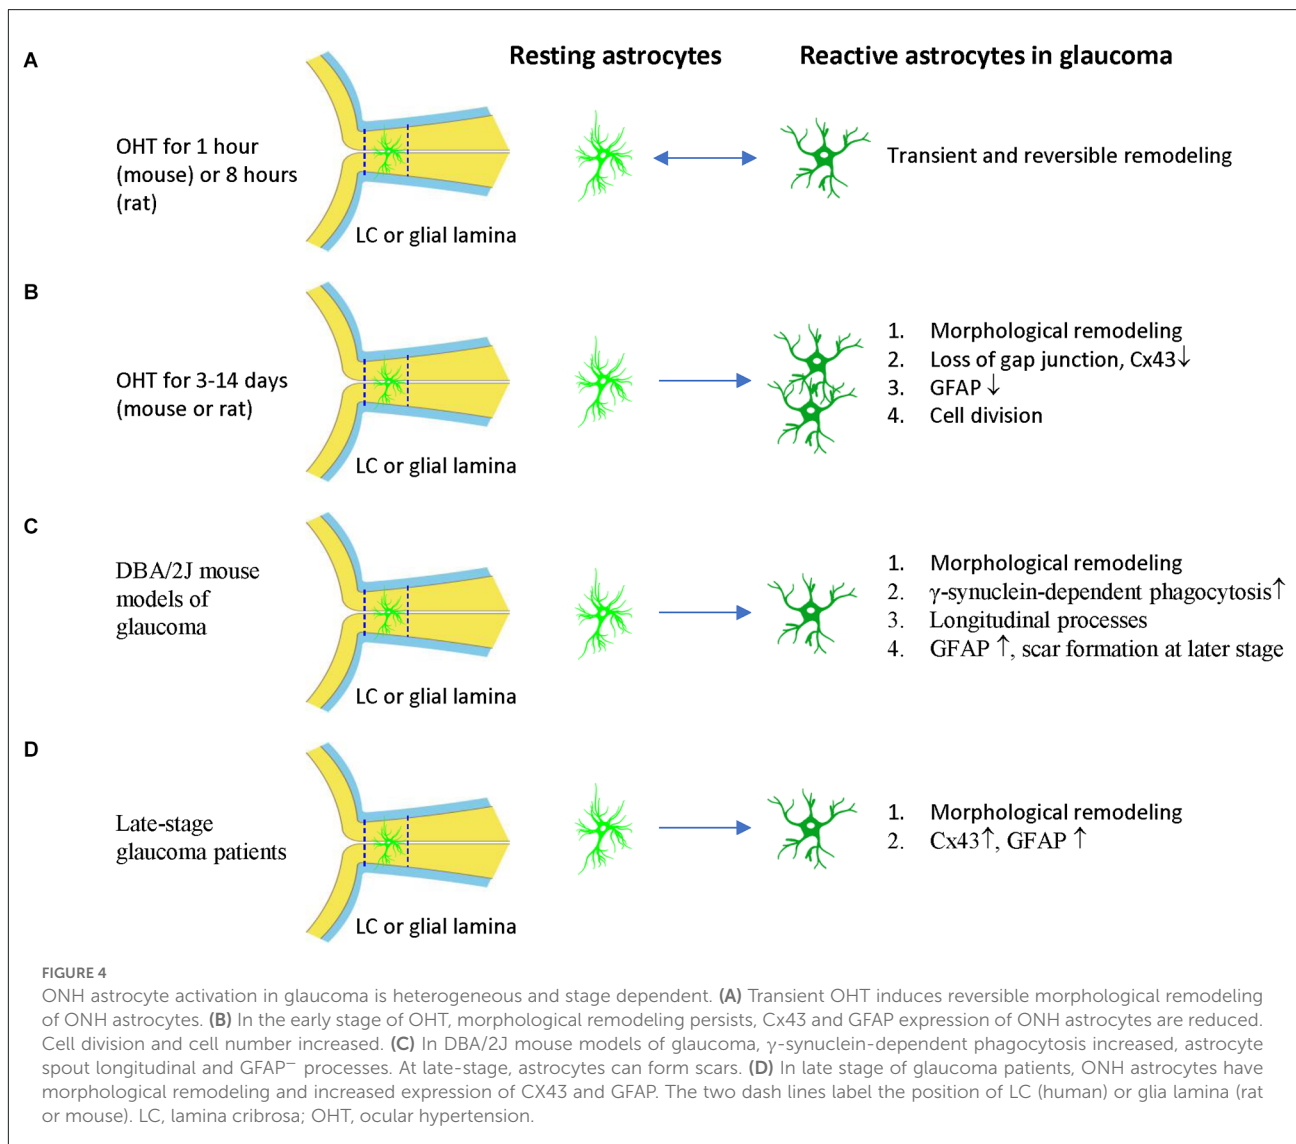 A
Resting astrocytes
Reactive astrocytes in glaucoma
OHT for 1 hour
(mouse) or 8 hours
(rat)
Transient and reversible remodeling
LC or glial lamina
B
OHT for 3-14 days
(mouse or rat)
1. Morphological remodeling
2. Loss of gap junction, Cx43↓
3. GFAP ↓
4. Cell division
LC or glial lamina
C
DBA/2J mouse
models of
glaucoma
1. Morphological remodeling
2. γ-synuclein-dependent phagocytosis↑
3. Longitudinal processes
4. GFAP ↑, scar formation at later stage
LC or glial lamina
D
Late-stage
glaucoma patients
1. Morphological remodeling
2. Cx43↑, GFAP ↑
LC or glial lamina
FIGURE 4
ONH astrocyte activation in glaucoma is heterogeneous and stage dependent. (A) Transient OHT induces reversible morphological remodeling
of ONH astrocytes. (B) In the early stage of OHT, morphological remodeling persists, Cx43 and GFAP expression of ONH astrocytes are reduced.
Cell division and cell number increased. (C) In DBA/2J mouse models of glaucoma, γ-synuclein-dependent phagocytosis increased, astrocyte
spout longitudinal and GFAP⁻ processes. At late-stage, astrocytes can form scars. (D) In late stage of glaucoma patients, ONH astrocytes have
morphological remodeling and increased expression of CX43 and GFAP. The two dash lines label the position of LC (human) or glia lamina (rat
or mouse). LC, lamina cribrosa; OHT, ocular hypertension.